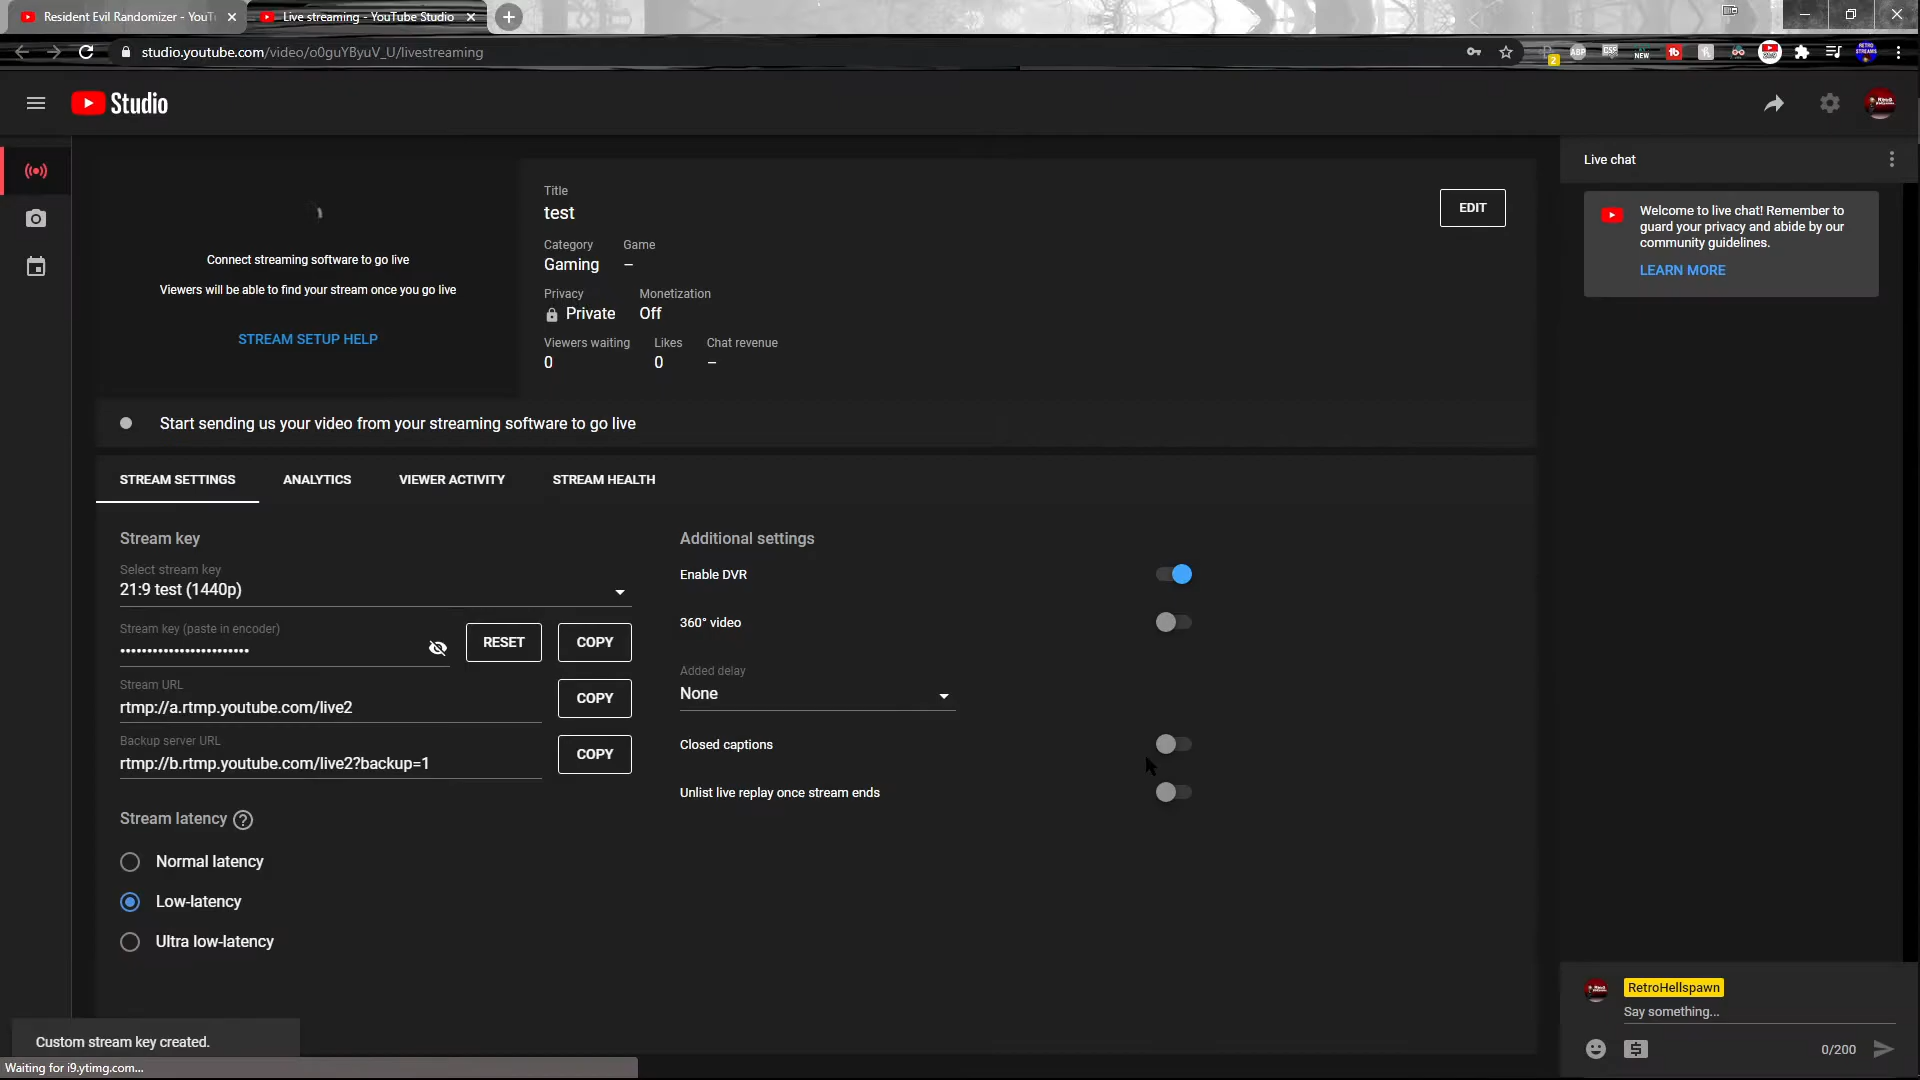 Resident Evil Randomizer - YouT
Live streaming - YouTube Studio
studio.youtube.com/video/o0guYByuV_U/livestreaming
2
ABP
NEW
Studio
Connect streaming software to go live
Viewers will be able to find your stream once you go live
STREAM SETUP HELP
Title
test
EDIT
Category Game
Gaming –
Privacy Monetization
Private Off
Viewers waiting Likes Chat revenue
0 0 –
Start sending us your video from your streaming software to go live
STREAM SETTINGS ANALYTICS VIEWER ACTIVITY STREAM HEALTH
Stream key
Select stream key
21:9 test (1440p)
Stream key (paste in encoder)
••••••••••••••••••••••••
RESET COPY
Stream URL
rtmp://a.rtmp.youtube.com/live2
COPY
Backup server URL
rtmp://b.rtmp.youtube.com/live2?backup=1
COPY
Stream latency
Normal latency
Low-latency
Ultra low-latency
Additional settings
Enable DVR
360° video
Added delay
None
Closed captions
Unlist live replay once stream ends
Live chat
Welcome to live chat! Remember to
guard your privacy and abide by our
community guidelines.
LEARN MORE
RetroHellspawn
Say something...
0/200
Custom stream key created.
Waiting for i9.ytimg.com...